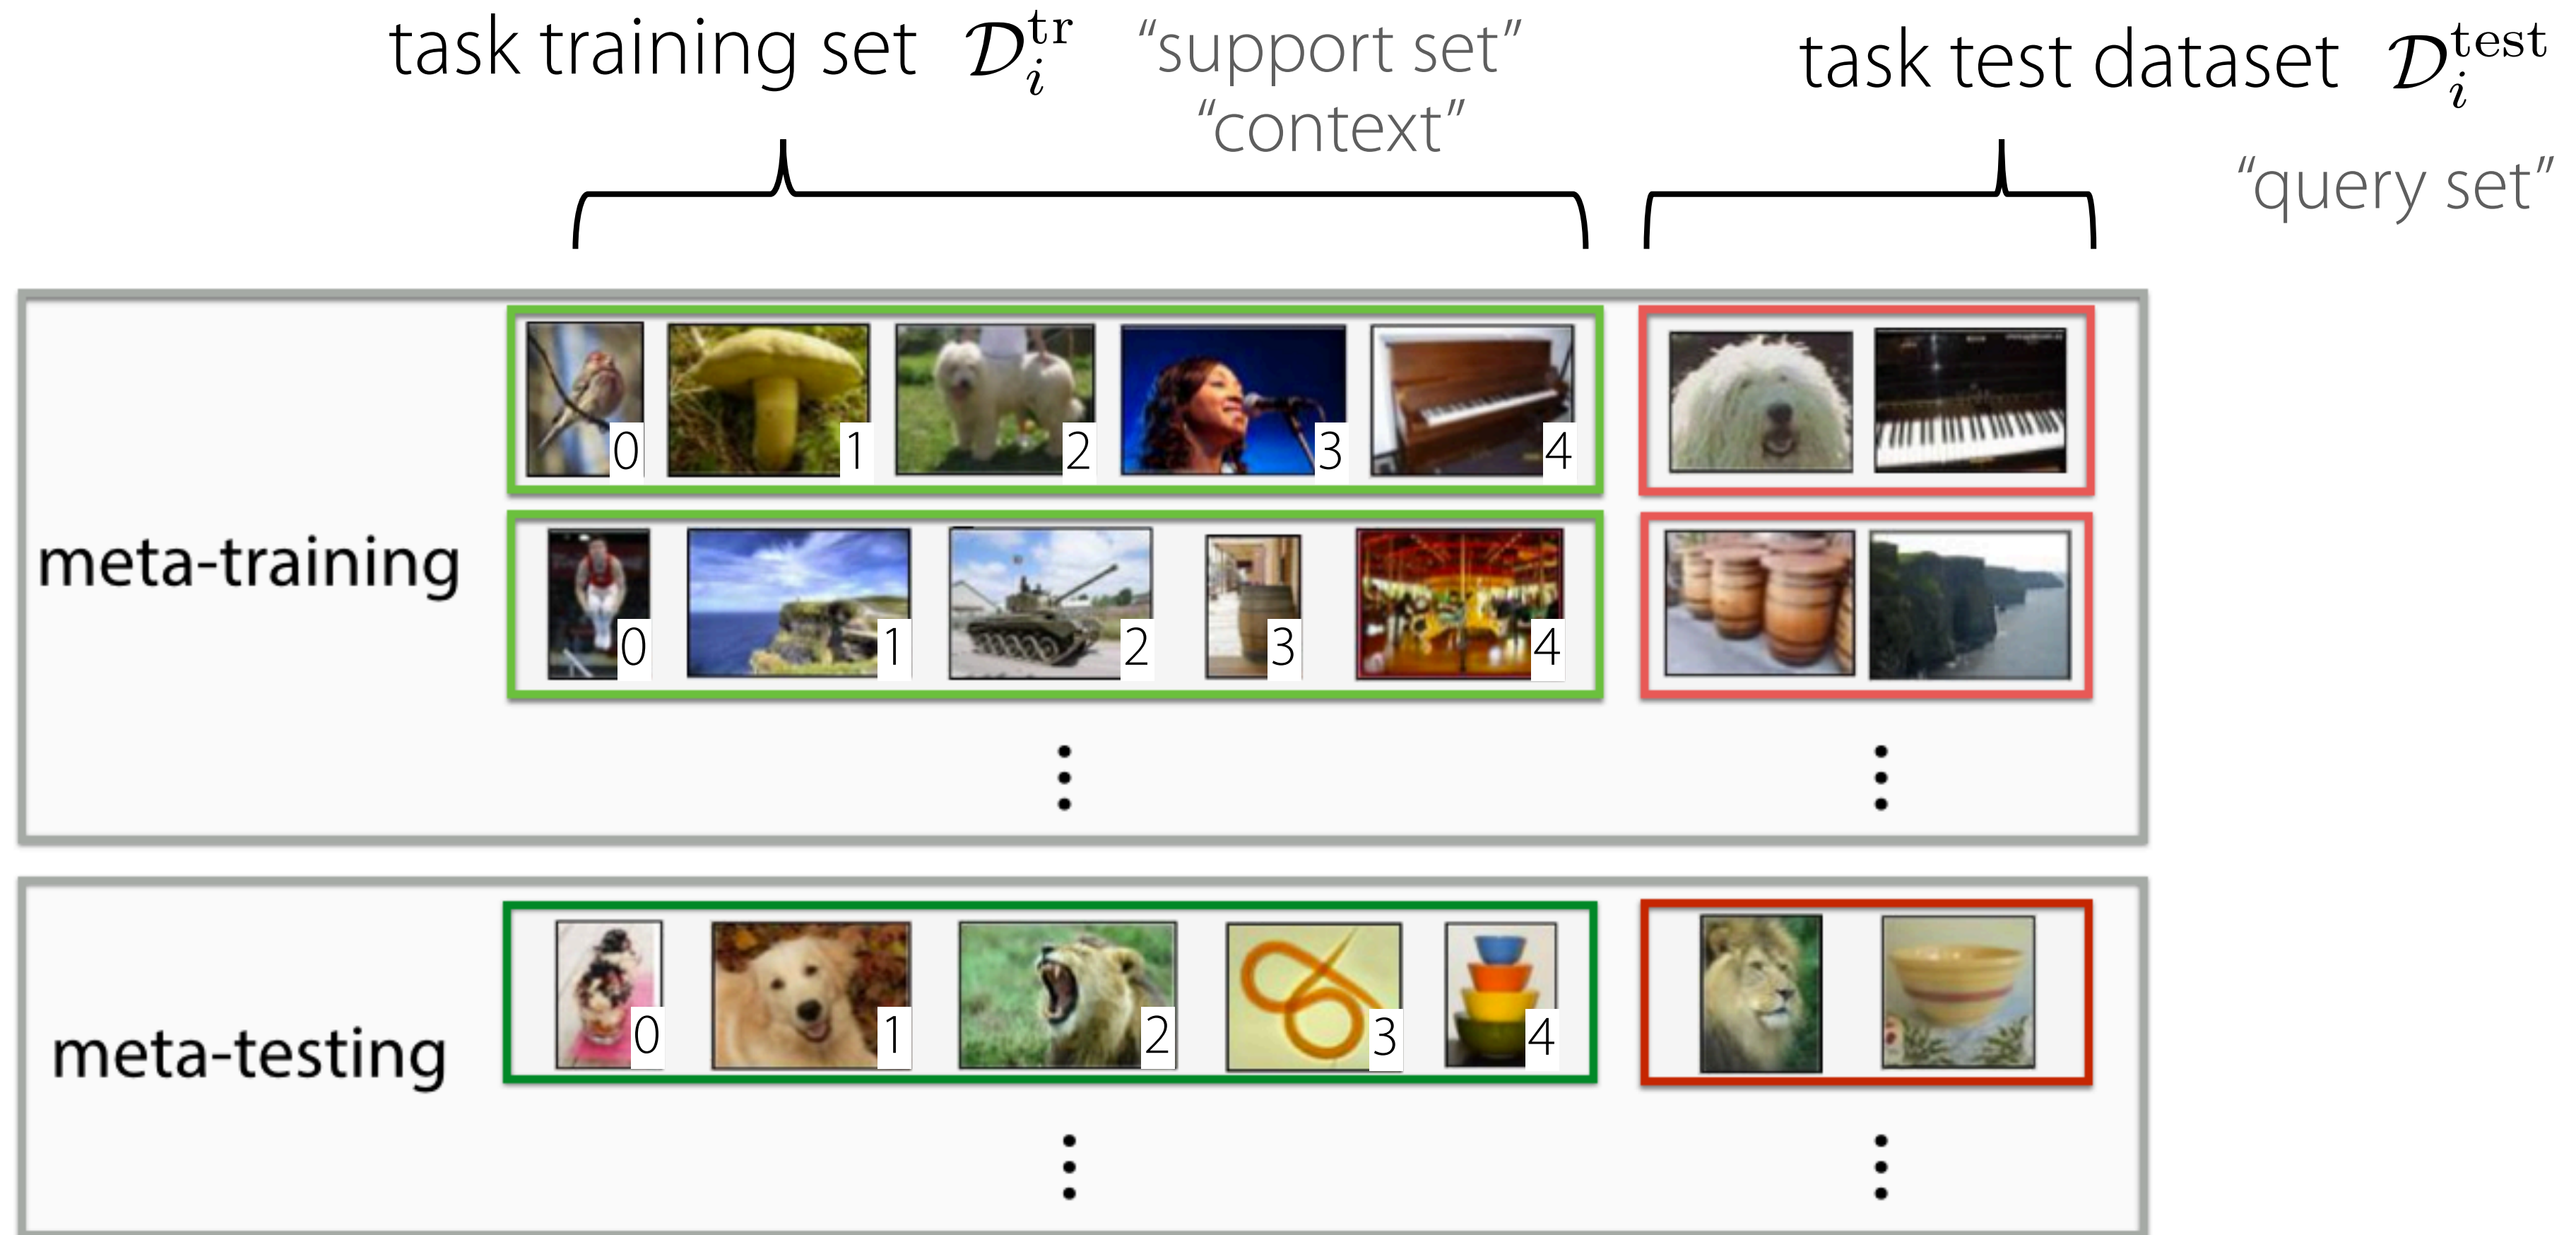 task training set 𝒟ᵢᵗʳ “support set”
“context”
task test dataset 𝒟ᵢᵗᵉˢᵗ
“query set”
0 1 2 3 4
meta-training
0 1 2 3 4
0 1 2 3 4
meta-testing